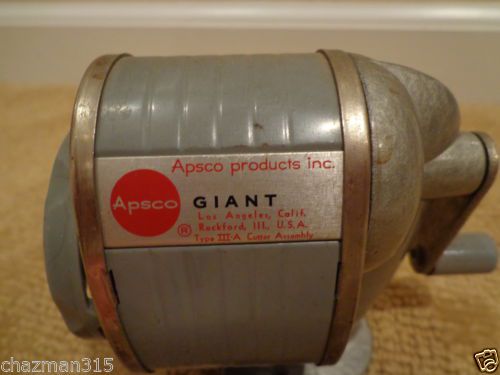 Apsco products inc.
Apsco GIANT
®
Los Angeles, Calif.
Rockford, Ill., U.S.A.
Type III-A Cutter Assembly
chazman315